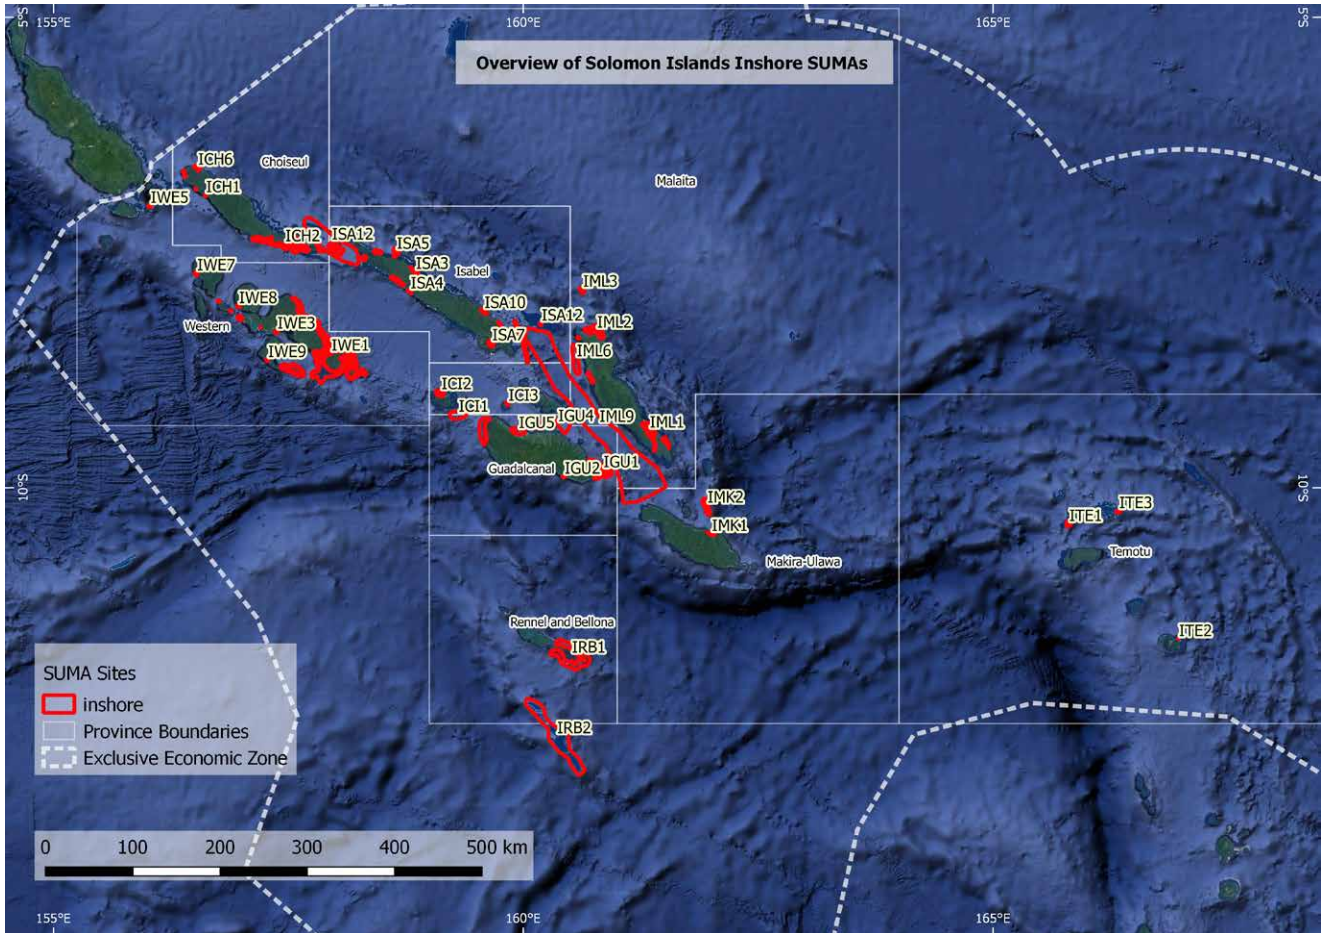 155°E
160°E
165°E
5°S
5°S
Overview of Solomon Islands Inshore SUMAs
ICH6
Choiseul
Malaita
ICH1
IWE5
ICH2
ISA12
ISA5
ISA3
Isabel
ISA4
IML3
IWE7
IWE8
ISA10
ISA12
IML2
Western
IWE3
ISA7
IML6
IWE1
IWE9
ICI2
ICI3
ICI1
IGU4
IML9
IGU5
IML1
Guadalcanal
IGU2
IGU1
10°S
10°S
IMK2
IMK1
ITE3
ITE1
Temotu
Makira-Ulawa
Rennel and Bellona
IRB1
ITE2
IRB2
SUMA Sites
inshore
Province Boundaries
Exclusive Economic Zone
0 100 200 300 400 500 km
155°E
160°E
165°E